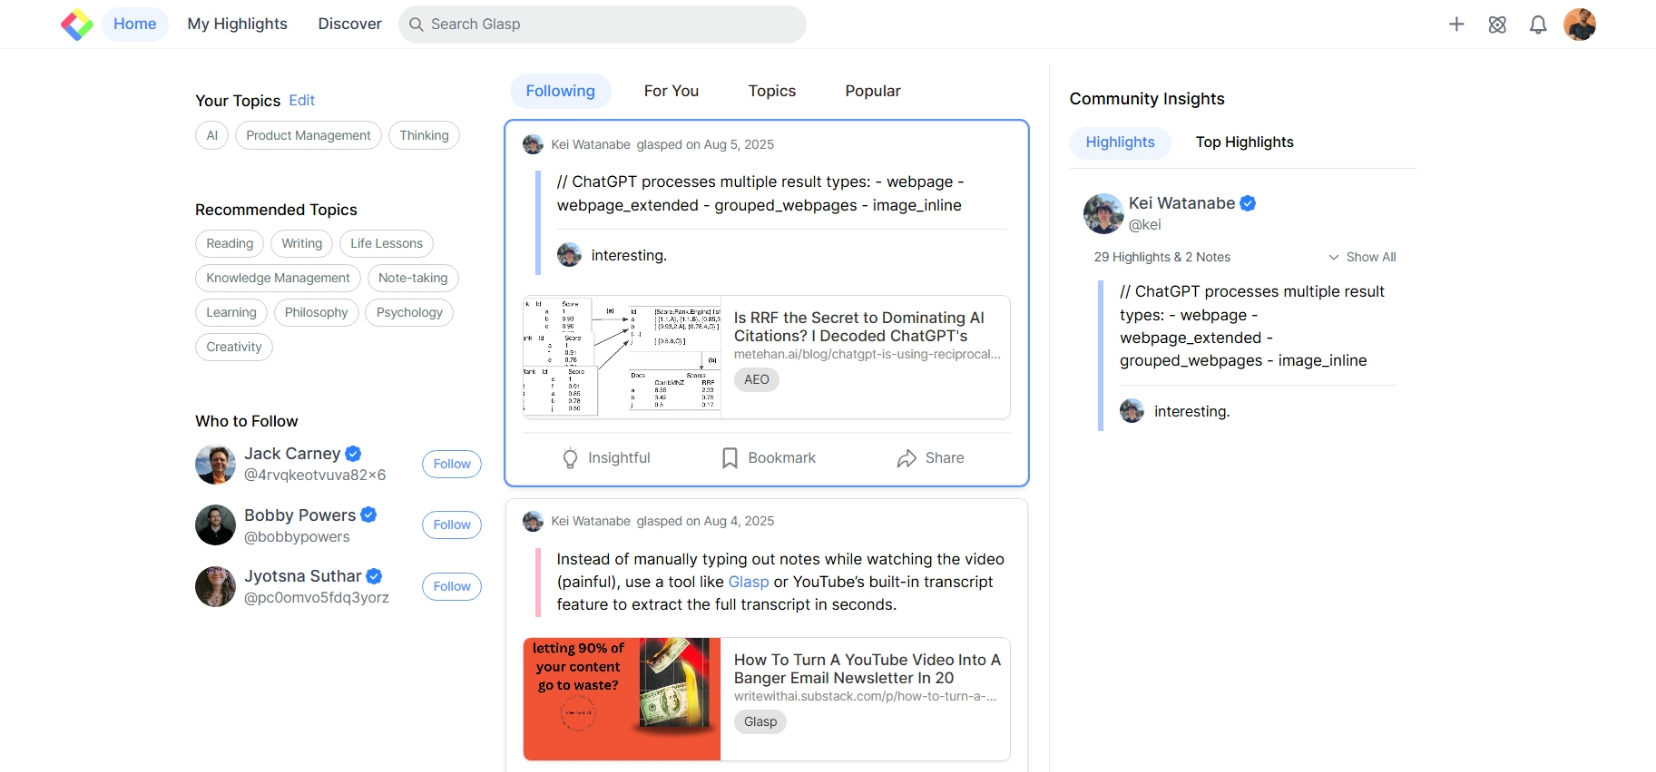 Home
My Highlights
Discover
Search Glasp
Your Topics Edit
AI
Product Management
Thinking
Recommended Topics
Reading
Writing
Life Lessons
Knowledge Management
Note-taking
Learning
Philosophy
Psychology
Creativity
Who to Follow
Jack Carney
@4rvqkeotvuva82x6
Follow
Bobby Powers
@bobbypowers
Follow
Jyotsna Suthar
@pc0omvo5fdq3yorz
Follow
Following
For You
Topics
Popular
Kei Watanabe glasped on Aug 5, 2025
// ChatGPT processes multiple result types: - webpage -
webpage_extended - grouped_webpages - image_inline
interesting.
Is RRF the Secret to Dominating AI
Citations? I Decoded ChatGPT's
metehan.ai/blog/chatgpt-is-using-reciprocal...
AEO
Insightful
Bookmark
Share
Kei Watanabe glasped on Aug 4, 2025
Instead of manually typing out notes while watching the video
(painful), use a tool like Glasp or YouTube’s built-in transcript
feature to extract the full transcript in seconds.
letting 90% of
your content
go to waste?
How To Turn A YouTube Video Into A
Banger Email Newsletter In 20
writewithai.substack.com/p/how-to-turn-a-...
Glasp
Community Insights
Highlights
Top Highlights
Kei Watanabe
@kei
29 Highlights & 2 Notes
Show All
// ChatGPT processes multiple result
types: - webpage -
webpage_extended -
grouped_webpages - image_inline
interesting.